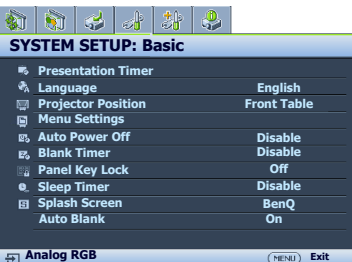 SYSTEM SETUP: Basic
Presentation Timer
Language English
Projector Position Front Table
Menu Settings
Auto Power Off Disable
Blank Timer Disable
Panel Key Lock Off
Sleep Timer Disable
Splash Screen BenQ
Auto Blank On
Analog RGB MENU Exit